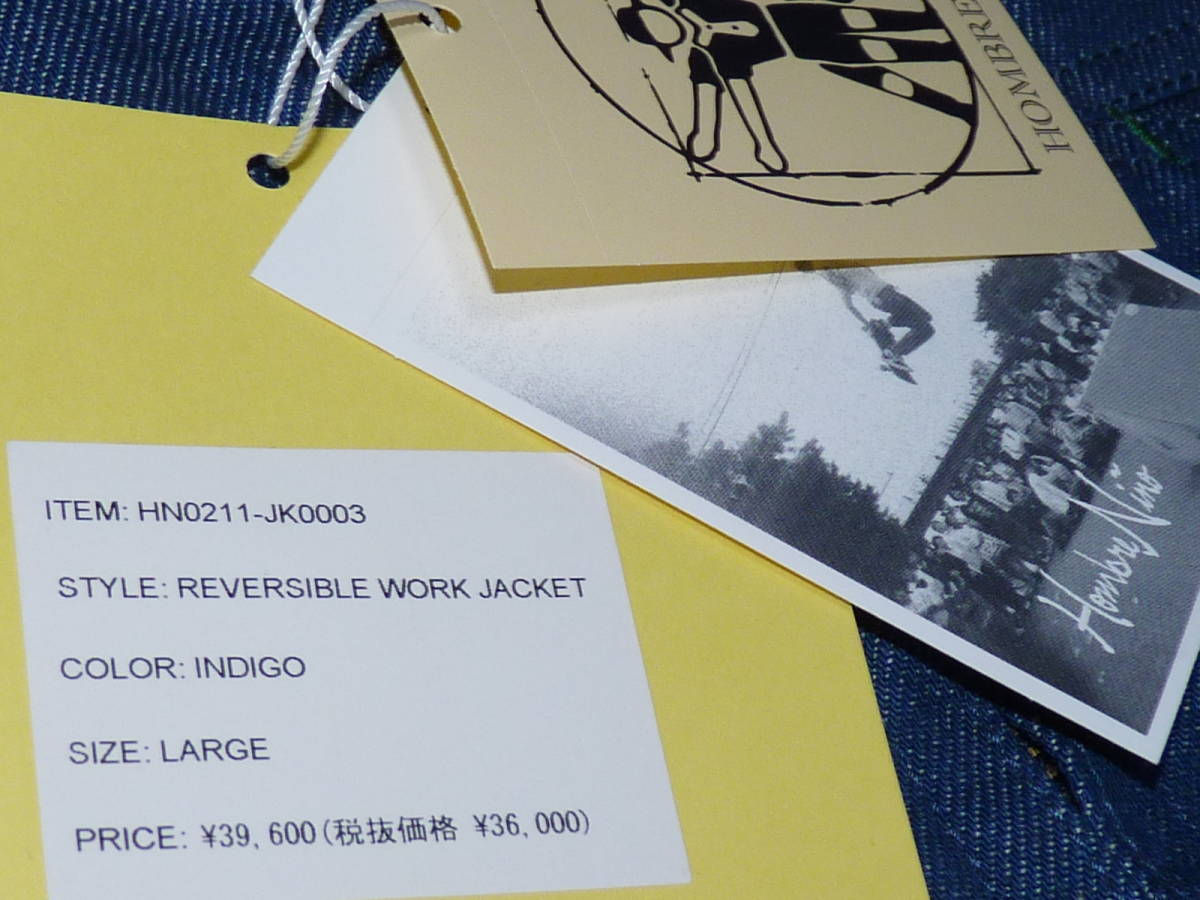 HOMBRE
Hombre Nino
ITEM: HN0211-JK0003
STYLE: REVERSIBLE WORK JACKET
COLOR: INDIGO
SIZE: LARGE
PRICE: ¥39,600(税抜価格 ¥36,000)